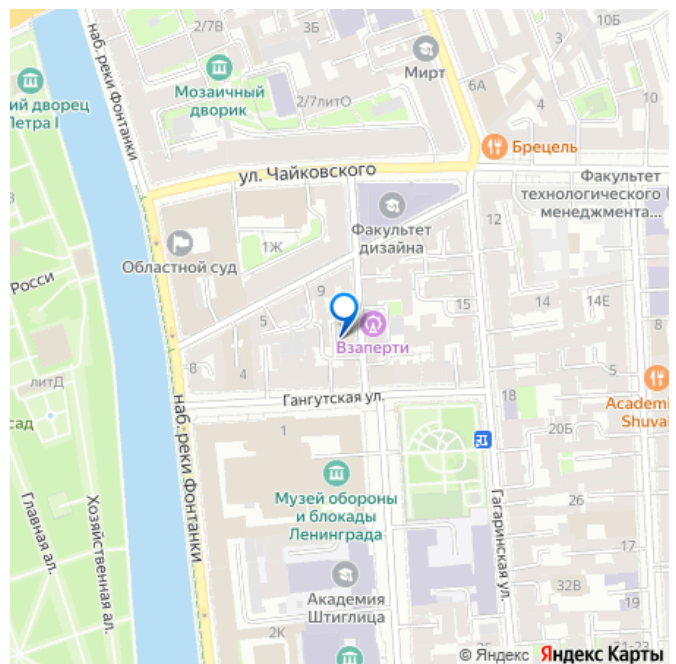 наб. реки Фонтанки
2/7В
3Б
10Б
Мирт
Мозаичный
дворик
ий дворец
Петра I
2/7литО
6А
4
10
3
Брецель
ул. Чайковского
Факультет
технологического
менеджмента...
Факультет
дизайна
12
1Ж
Областной суд
Росси
9
15
14
14Е
5
8
Взаперти
8
4
литД
5
Гангутская ул.
18
Academi
Shuva
сад
наб. реки Фонтанки
1
20Б
Музей обороны
и блокады
Ленинграда
Гагаринская ул.
26
Главная ал.
Хозяйственная ал.
17
Академия
Штиглица
32В
19
2К
© Яндекс Яндекс Карты